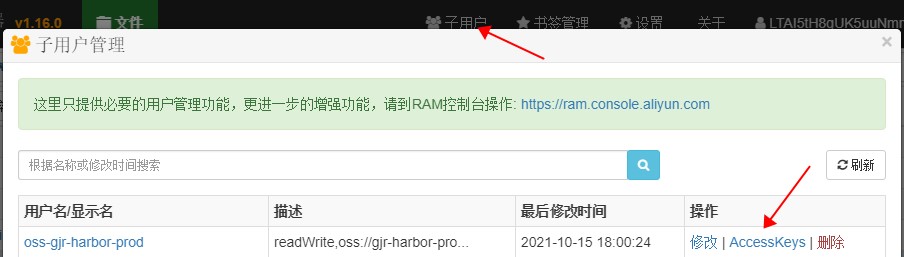 v1.16.0 文件 子用户 书签管理 设置 关于
子用户管理 ×
这里只提供必要的用户管理功能，更进一步的增强功能，请到RAM控制台操作: https://ram.console.aliyun.com
根据名称或修改时间搜索 刷新
用户名/显示名 描述 最后修改时间 操作
oss-gjr-harbor-prod readWrite,oss://gjr-harbor-pro... 2021-10-15 18:00:24 修改 | AccessKeys | 删除